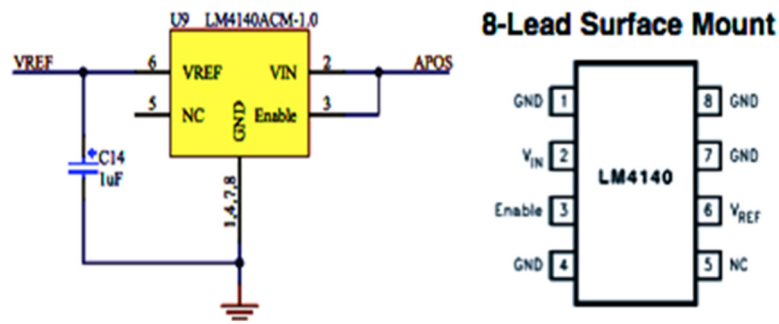 U9 LM4140ACM-1.0
VREF 6 VREF VIN 2 APOS
5 NC GND Enable 3
C14
1uF
1,4,7,8
8-Lead Surface Mount
GND 1 8 GND
VIN 2 7 GND
LM4140
Enable 3 6 VREF
GND 4 5 NC